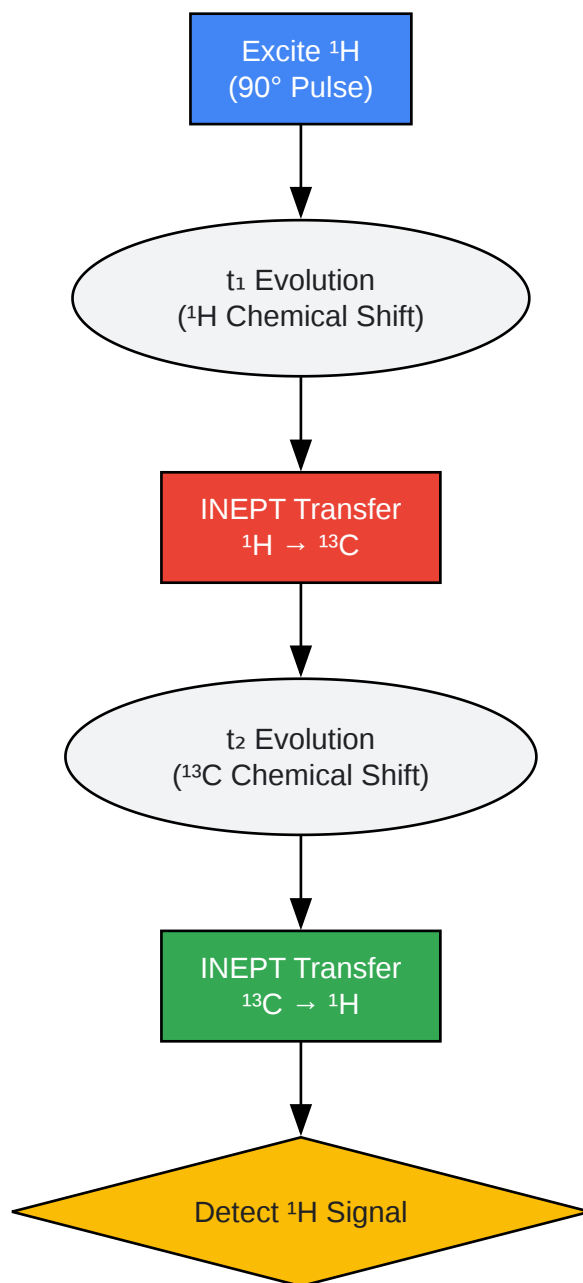 Excite ¹H
(90° Pulse)
t₁ Evolution
(¹H Chemical Shift)
INEPT Transfer
¹H → ¹³C
t₂ Evolution
(¹³C Chemical Shift)
INEPT Transfer
¹³C → ¹H
Detect ¹H Signal